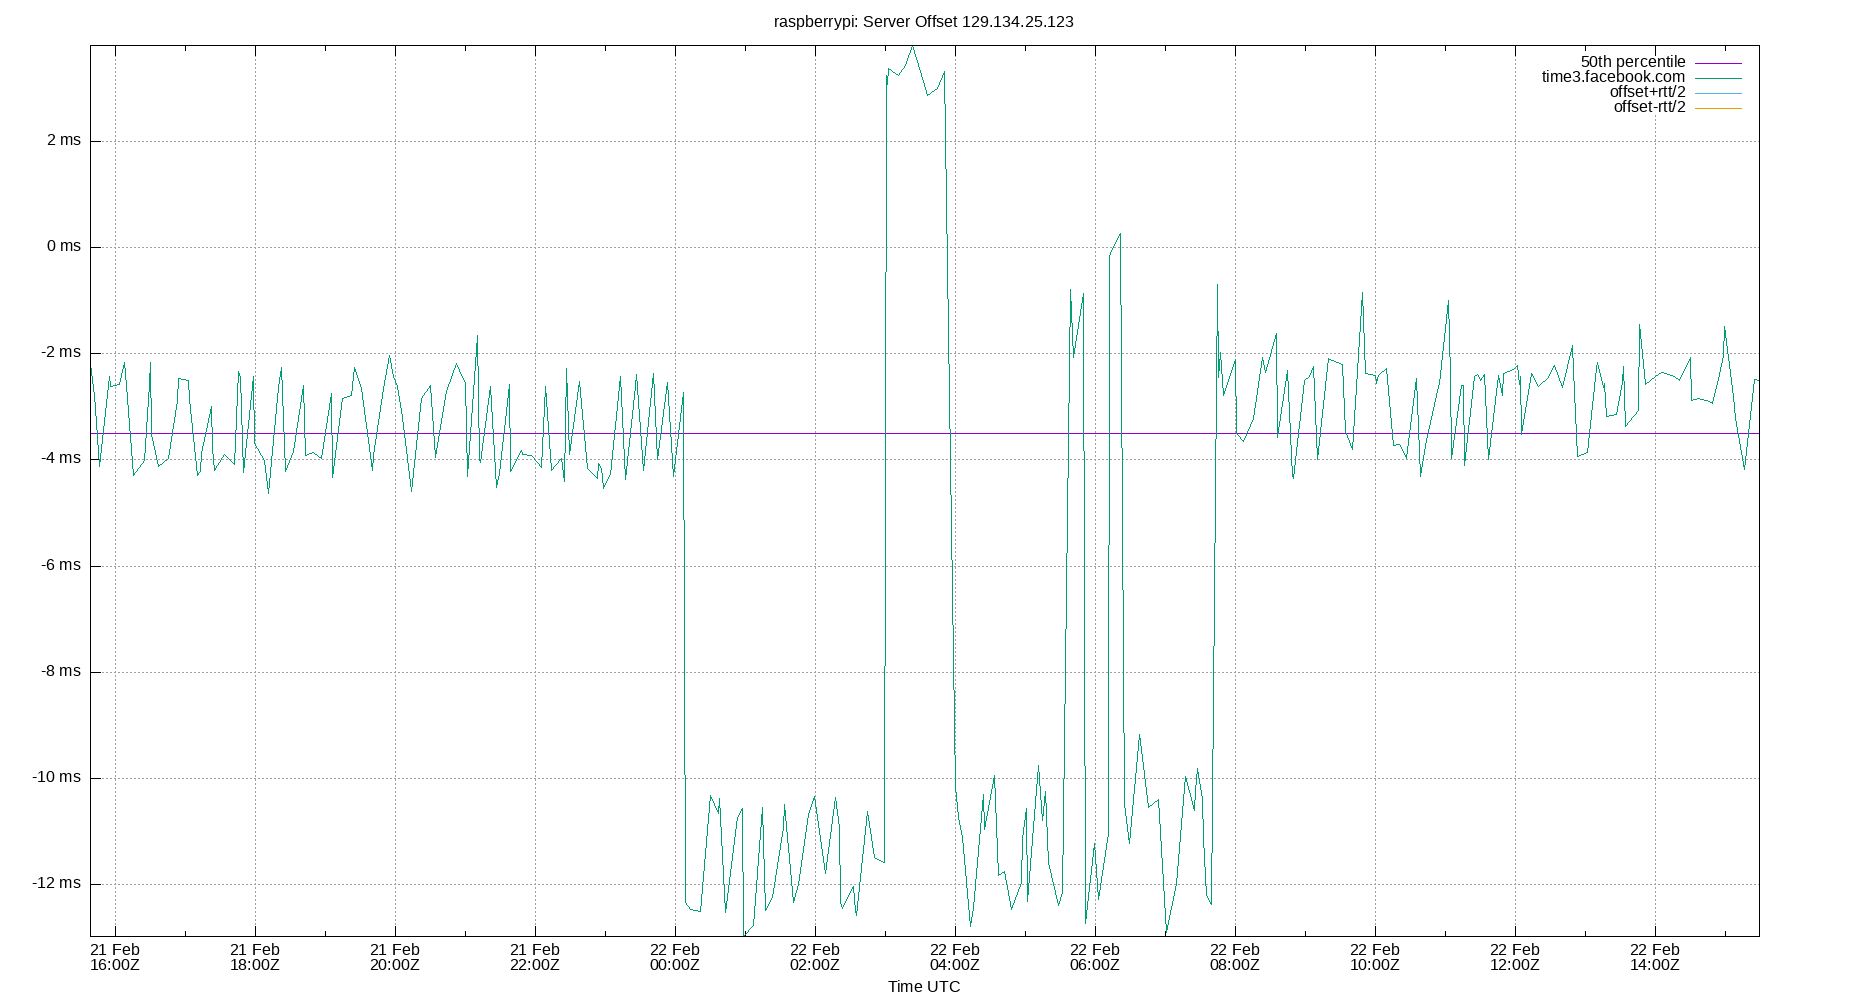 raspberrypi: Server Offset 129.134.25.123
50th percentile
time3.facebook.com
offset+rtt/2
offset-rtt/2
2 ms
0 ms
-2 ms
-4 ms
-6 ms
-8 ms
-10 ms
-12 ms
21 Feb 21 Feb 21 Feb 21 Feb 22 Feb 22 Feb 22 Feb 22 Feb 22 Feb 22 Feb 22 Feb 22 Feb
16:00Z 18:00Z 20:00Z 22:00Z 00:00Z 02:00Z 04:00Z 06:00Z 08:00Z 10:00Z 12:00Z 14:00Z
Time UTC